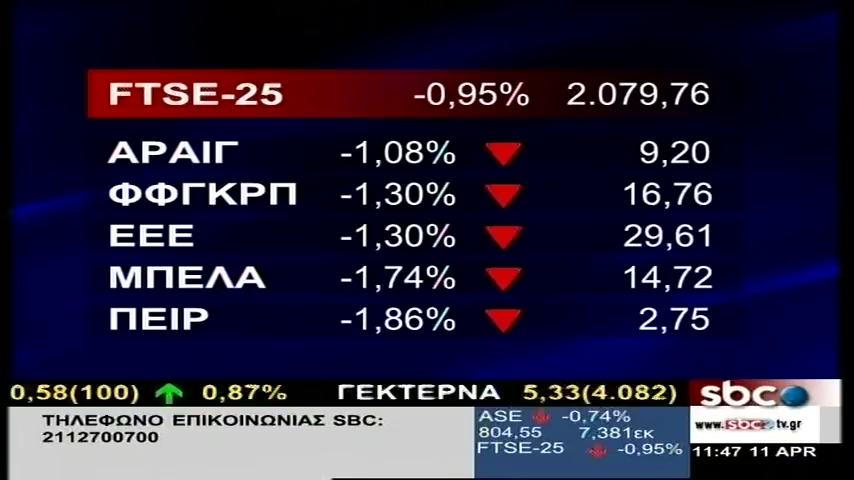 FTSE-25 -0,95% 2.079,76
ΑΡΑΙΓ -1,08% 9,20
ΦΦΓΚΡΠ -1,30% 16,76
ΕΕΕ -1,30% 29,61
ΜΠΕΛΑ -1,74% 14,72
ΠΕΙΡ -1,86% 2,75
0,58(100) 0,87% ΓΕΚΤΕΡΝΑ 5,33(4.082)
sbc
ΤΗΛΕΦΩΝΟ ΕΠΙΚΟΙΝΩΝΙΑΣ SBC:
2112700700
ASE -0,74%
804,55 7,381εκ
FTSE-25 -0,95%
www.sbctv.gr
11:47 11 APR